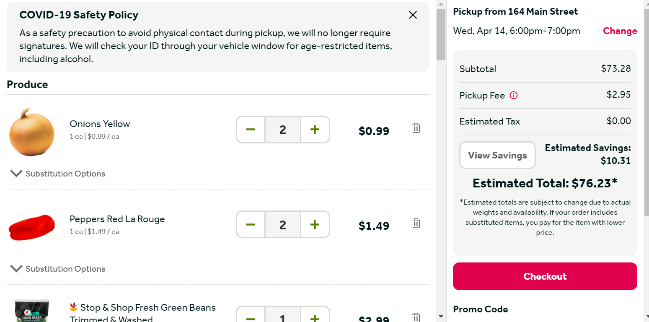 COVID-19 Safety Policy
As a safety precaution to avoid physical contact during pickup, we will no longer require
signatures. We will check your ID through your vehicle window for age-restricted items,
including alcohol.
Produce
Onions Yellow
1 ea | $0.99 / ea
2
$0.99
Substitution Options
Peppers Red La Rouge
1 ea | $1.49 / ea
2
$1.49
Substitution Options
Stop & Shop Fresh Green Beans
Trimmed & Washed
1
$2.99
Pickup from 164 Main Street
Wed, Apr 14, 6:00pm-7:00pm Change
Subtotal $73.28
Pickup Fee $2.95
Estimated Tax $0.00
View Savings
Estimated Savings:
$10.31
Estimated Total: $76.23*
*Estimated totals are subject to change due to actual
weights and availability. If your order includes
substituted items, you pay for the item with lower
price.
Checkout
Promo Code